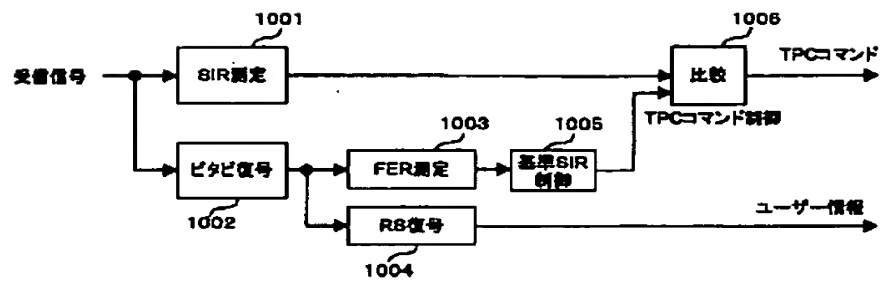 1001
1006
TPCコマンド
受信信号
SIR測定
比較
1003
1005
TPCコマンド制御
ビタビ復号
FER測定
基準SIR
制御
1002
ユーザー情報
RS復号
1004